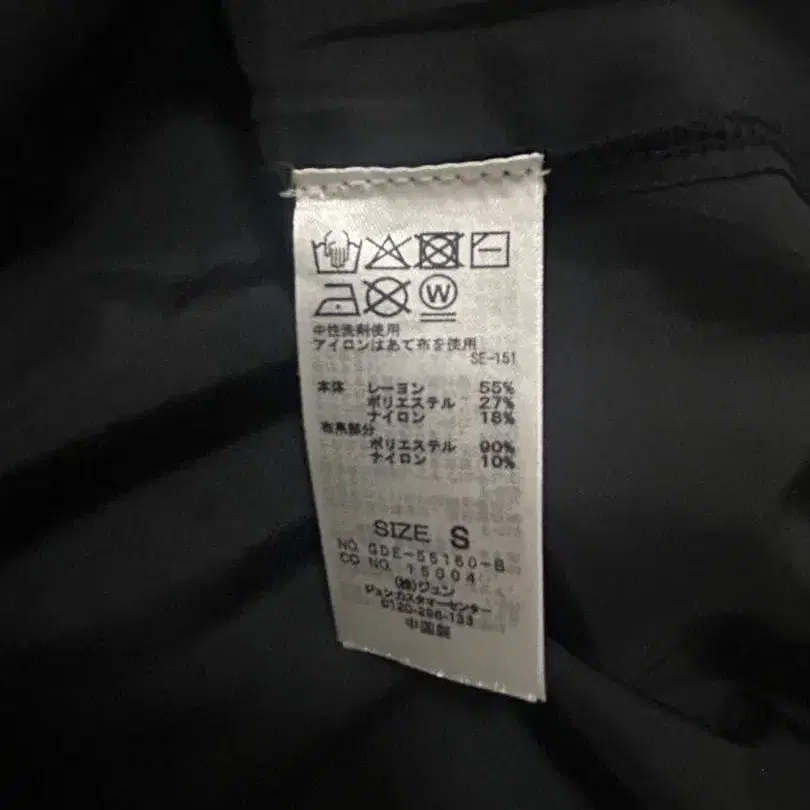 W
中性洗剤使用
アイロンはあて布を使用
SE-151
本体 レーヨン 55%
ポリエステル 27%
ナイロン 18%
布帛部分
ポリエステル 90%
ナイロン 10%
SIZE S
NO. GDE-55160-B
CO NO. 15004
(株)ジュン
ジュンカスタマーセンター
0120-298-133
中国製